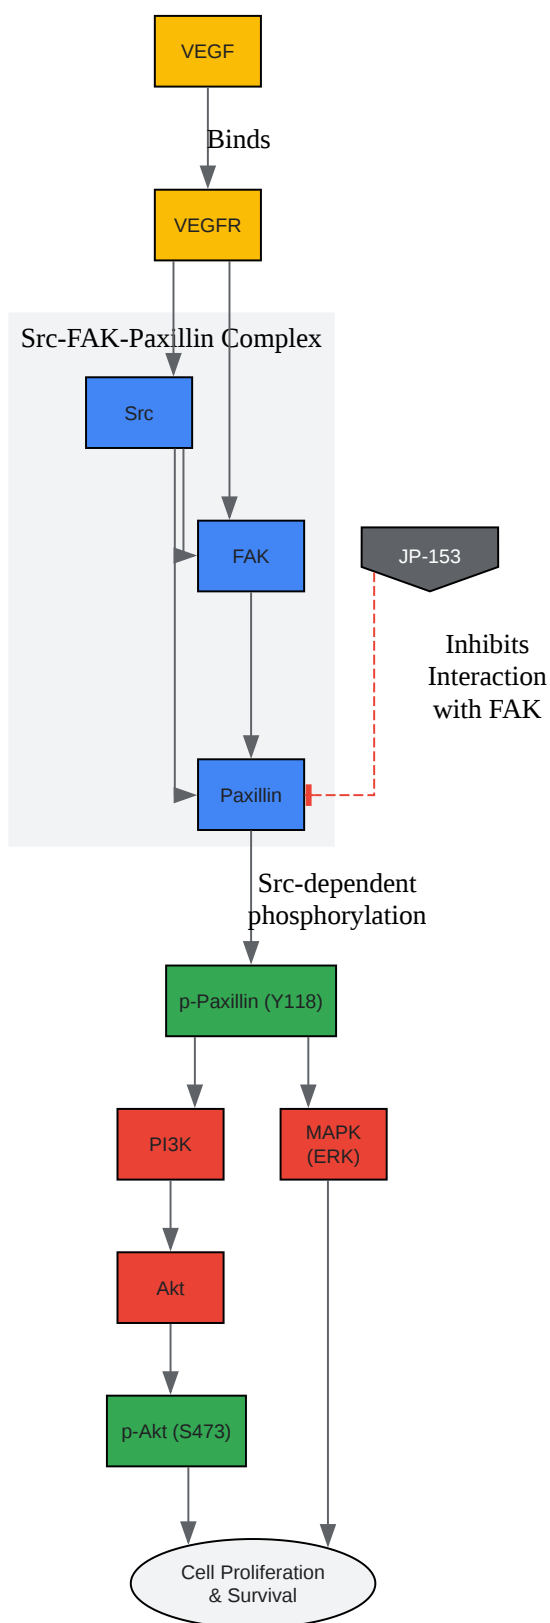 VEGF
Binds
VEGFR
Src-FAK-Paxillin Complex
Src
FAK
JP-153
Inhibits
Interaction
with FAK
Paxillin
Src-dependent
phosphorylation
p-Paxillin (Y118)
PI3K
MAPK
(ERK)
Akt
p-Akt (S473)
Cell Proliferation
& Survival